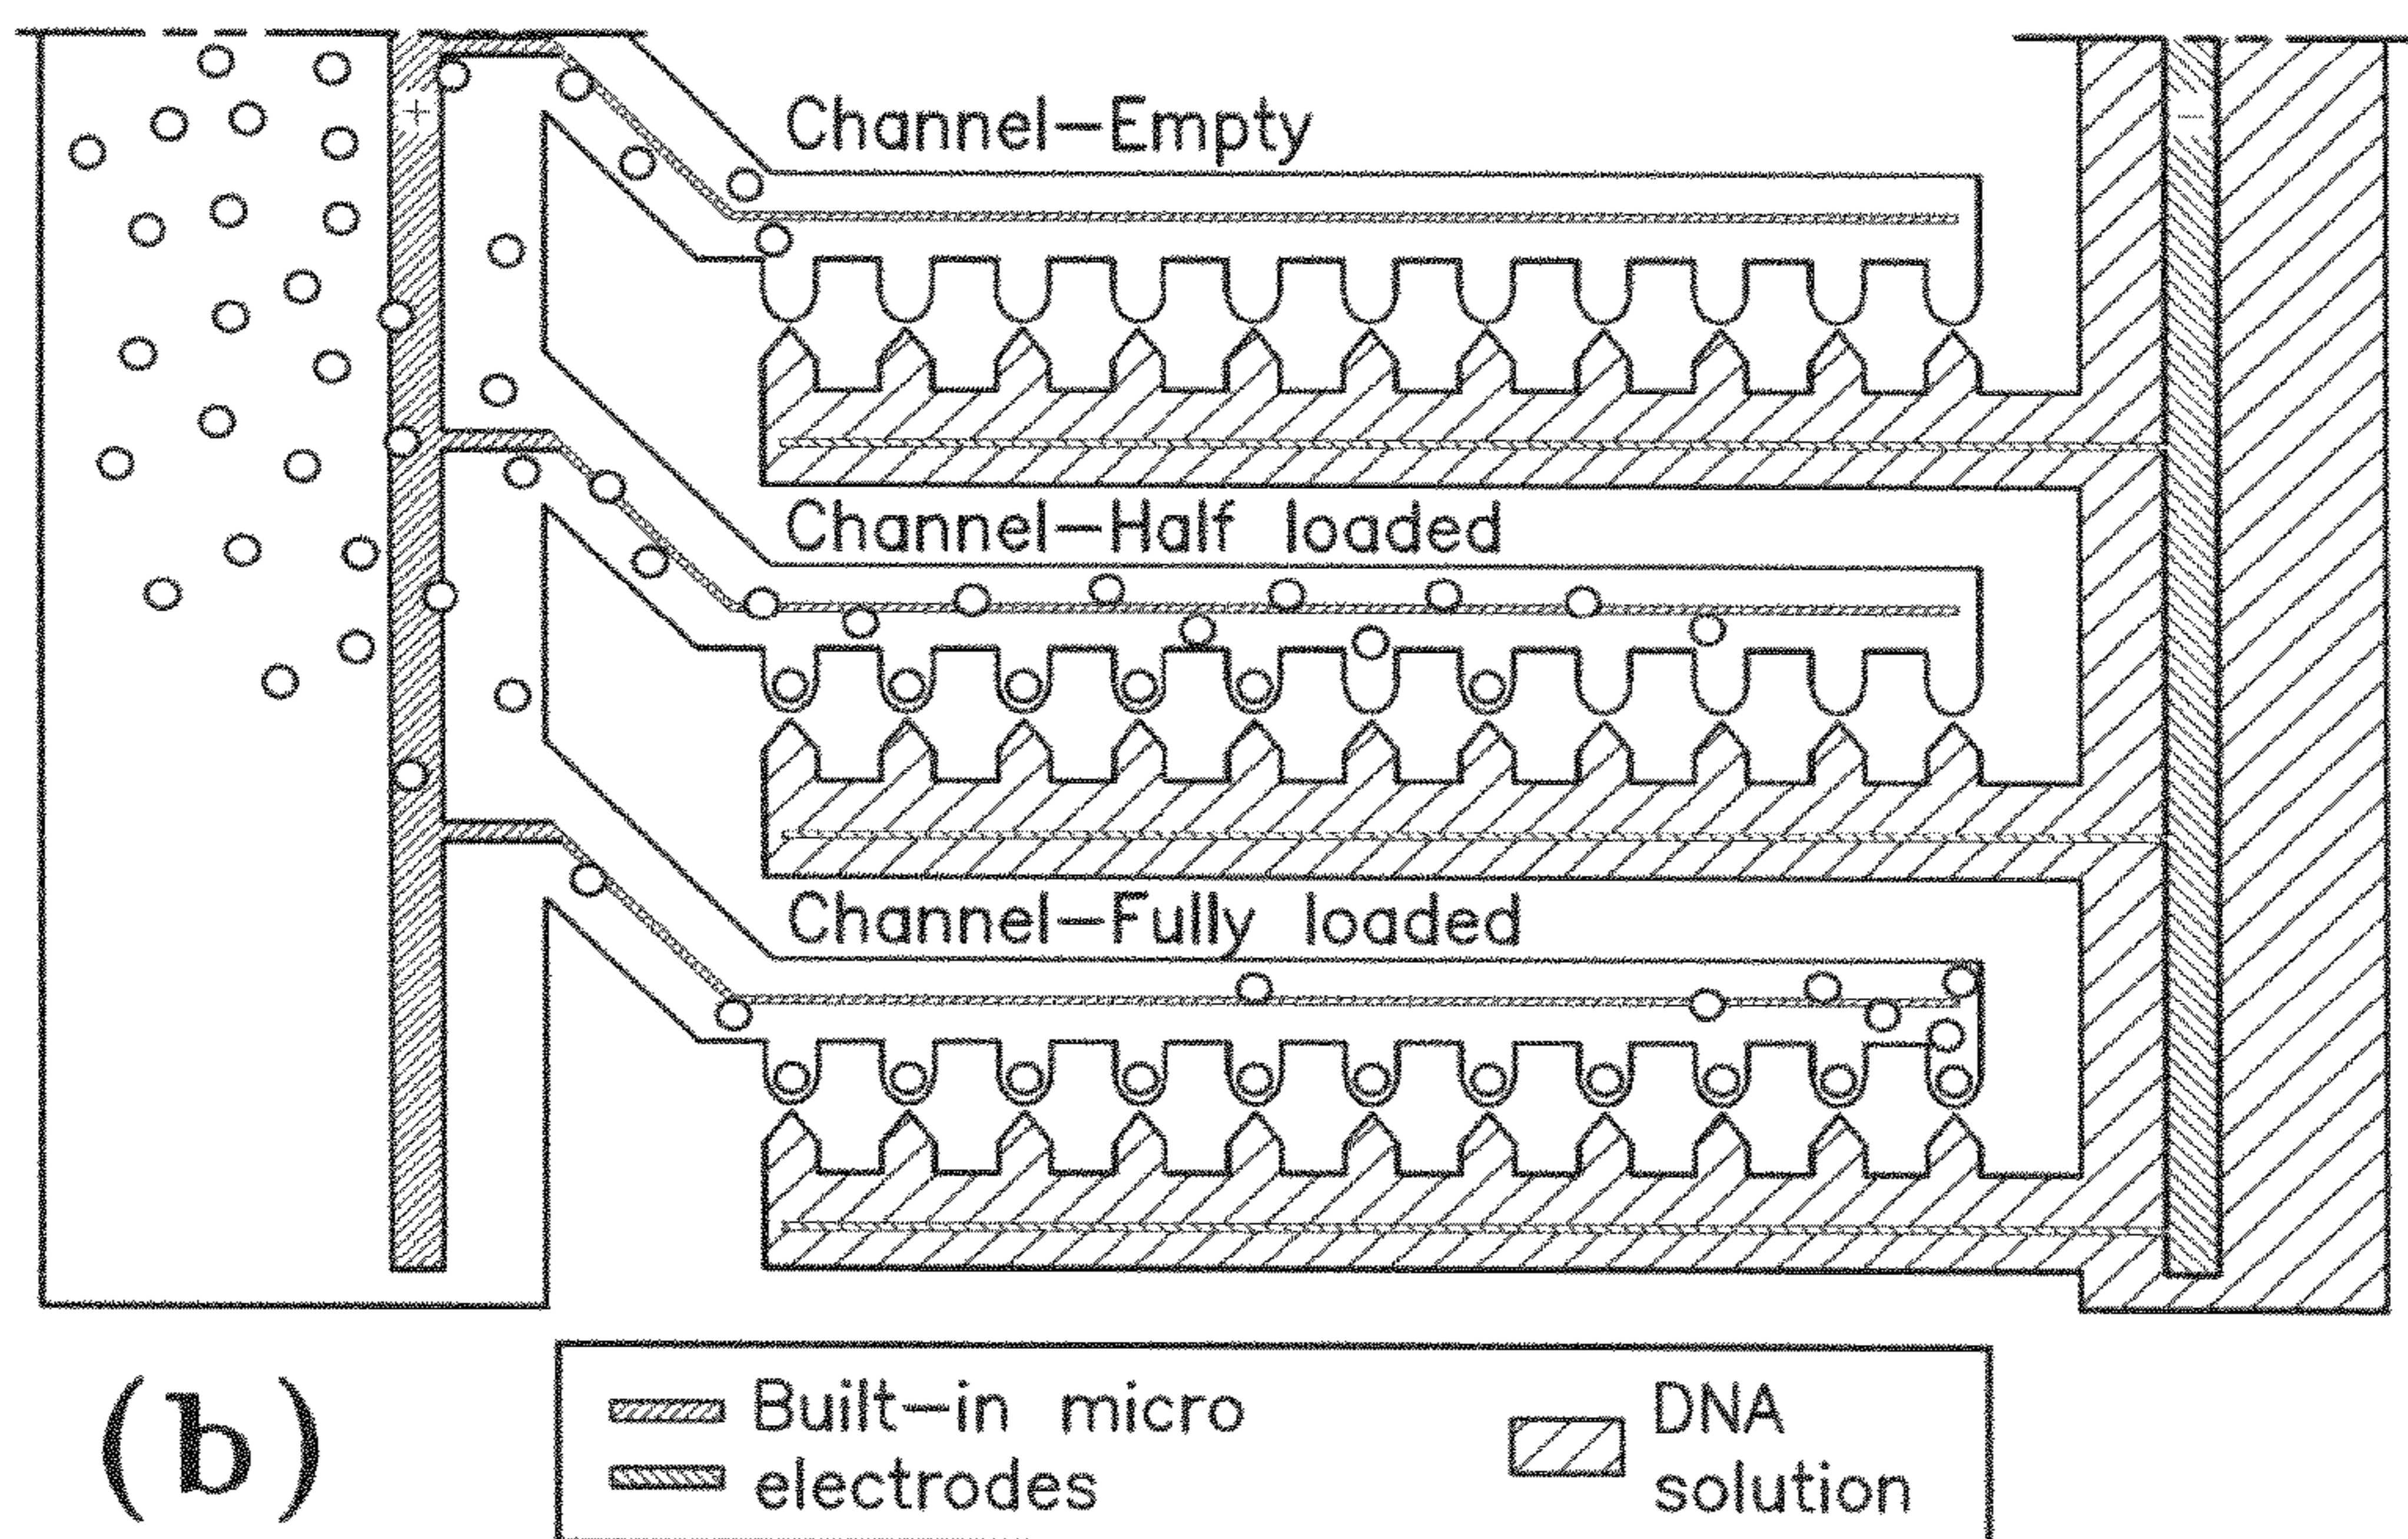 +
−
Channel−Empty
Channel−Half loaded
Channel−Fully loaded
(b)
Built−in micro
electrodes
DNA
solution